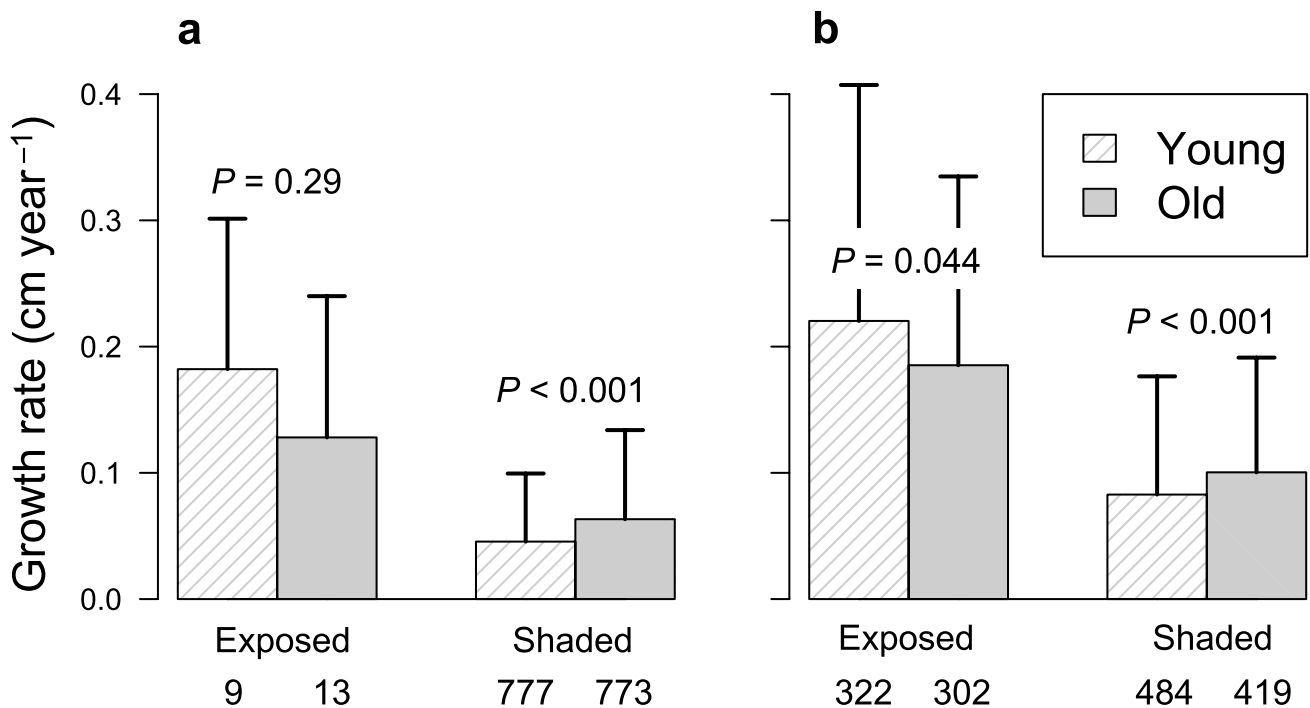 a
Growth rate (cm year⁻¹)
0.4
0.3
0.2
0.1
0.0
P = 0.29
P < 0.001
Exposed
Shaded
9 13 777 773
b
P = 0.044
P < 0.001
Young
Old
Exposed
Shaded
322 302 484 419